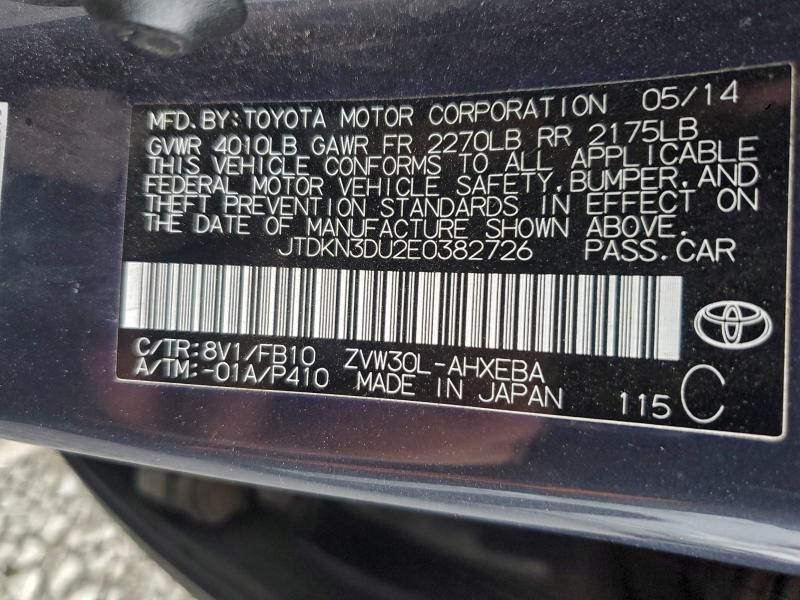 MFD. BY: TOYOTA MOTOR CORPORATION 05/14
GVWR 4010LB GAWR FR 2270LB RR 2175LB
THIS VEHICLE CONFORMS TO ALL APPLICABLE
FEDERAL MOTOR VEHICLE SAFETY, BUMPER, AND
THEFT PREVENTION STANDARDS IN EFFECT ON
THE DATE OF MANUFACTURE SHOWN ABOVE.
JTDKN3DU2E0382726 PASS. CAR
C/TR: 8V1/FB10 ZVW30L-AHXEBA
A/TM: -01A/P410 MADE IN JAPAN 115 C